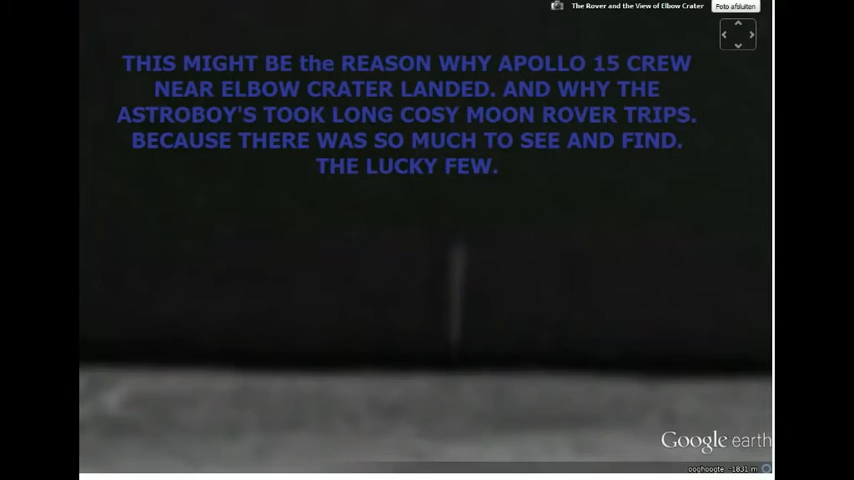 The Rover and the View of Elbow Crater
Foto afsluiten
THIS MIGHT BE the REASON WHY APOLLO 15 CREW
NEAR ELBOW CRATER LANDED. AND WHY THE
ASTROBOY'S TOOK LONG COSY MOON ROVER TRIPS.
BECAUSE THERE WAS SO MUCH TO SEE AND FIND.
THE LUCKY FEW.
Google earth
ooghoogte -1831 m